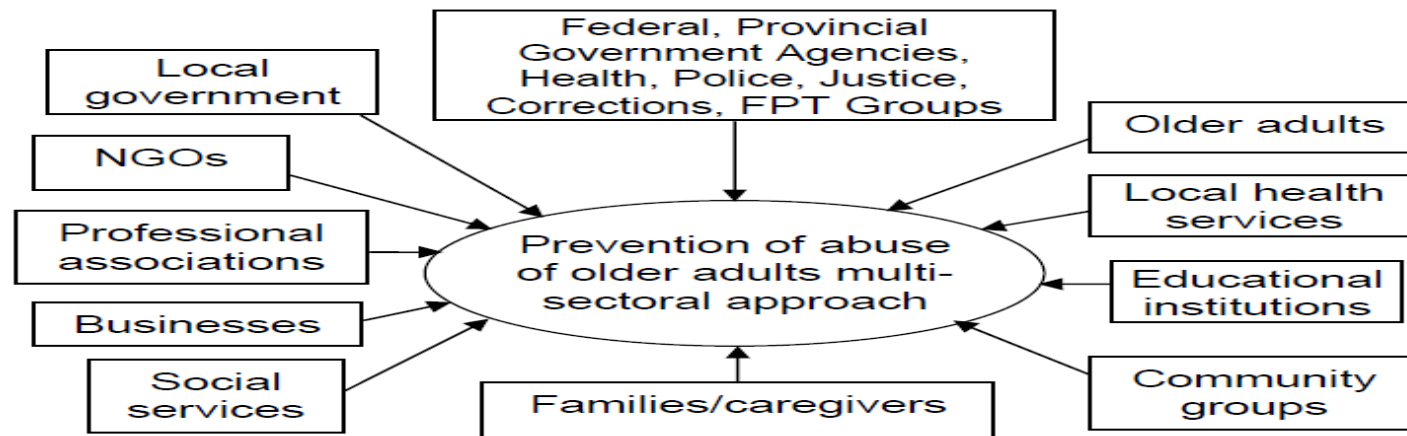 Federal, Provincial
Government Agencies,
Health, Police, Justice,
Corrections, FPT Groups
Local
government
NGOs
Professional
associations
Businesses
Social
services
Prevention of abuse
of older adults multi-
sectoral approach
Older adults
Local health
services
Educational
institutions
Community
groups
Families/caregivers